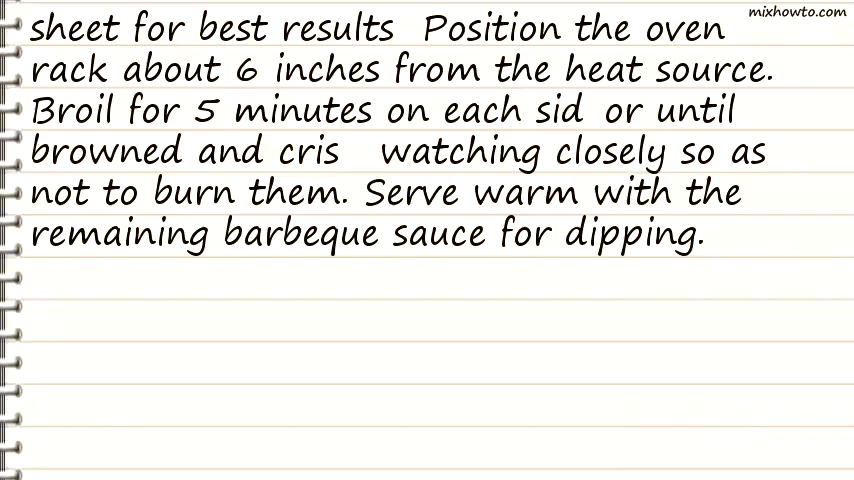 mixhowto.com
sheet for best results Position the oven
rack about 6 inches from the heat source.
Broil for 5 minutes on each sid or until
browned and cris watching closely so as
not to burn them. Serve warm with the
remaining barbeque sauce for dipping.